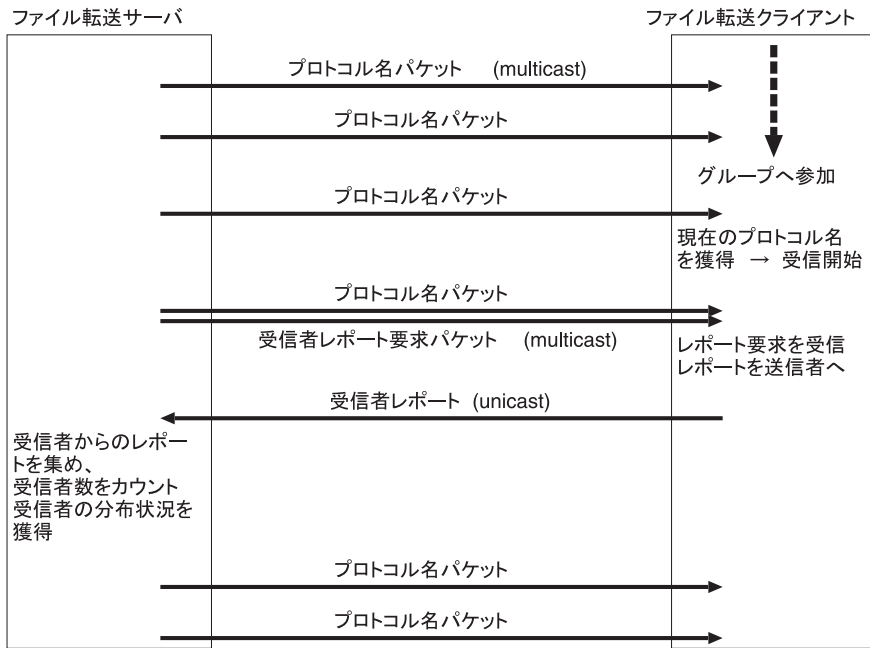 ファイル転送サーバ
ファイル転送クライアント
プロトコル名パケット (multicast)
プロトコル名パケット
グループへ参加
プロトコル名パケット
現在のプロトコル名
を獲得 → 受信開始
プロトコル名パケット
受信者レポート要求パケット (multicast)
レポート要求を受信
レポートを送信者へ
受信者レポート (unicast)
受信者からのレポー
トを集め、
受信者数をカウント
受信者の分布状況を
獲得
プロトコル名パケット
プロトコル名パケット